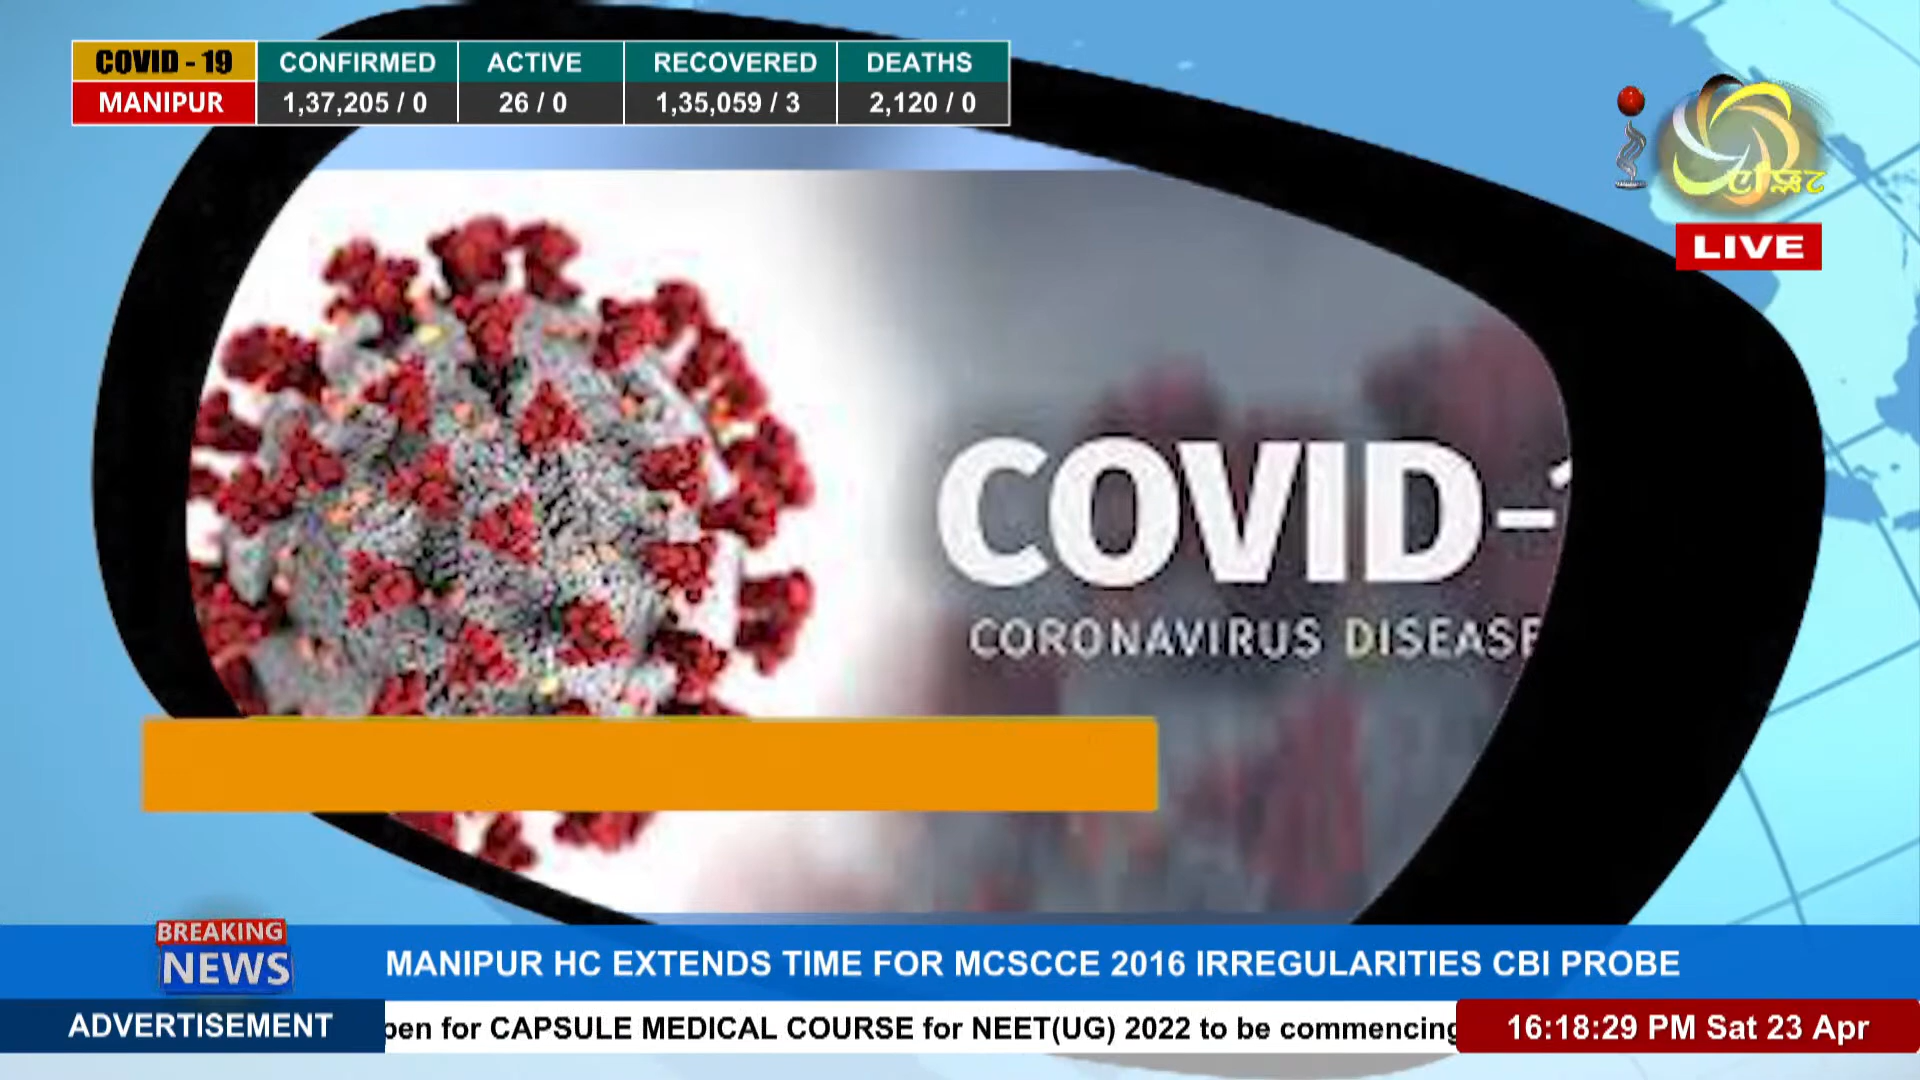 COVID - 19 CONFIRMED ACTIVE RECOVERED DEATHS
MANIPUR 1,37,205 / 0 26 / 0 1,35,059 / 3 2,120 / 0
LIVE
COVID-
CORONAVIRUS DISEASE
BREAKING
NEWS
MANIPUR HC EXTENDS TIME FOR MCSCCE 2016 IRREGULARITIES CBI PROBE
ADVERTISEMENT
pen for CAPSULE MEDICAL COURSE for NEET(UG) 2022 to be commencing
16:18:29 PM Sat 23 Apr